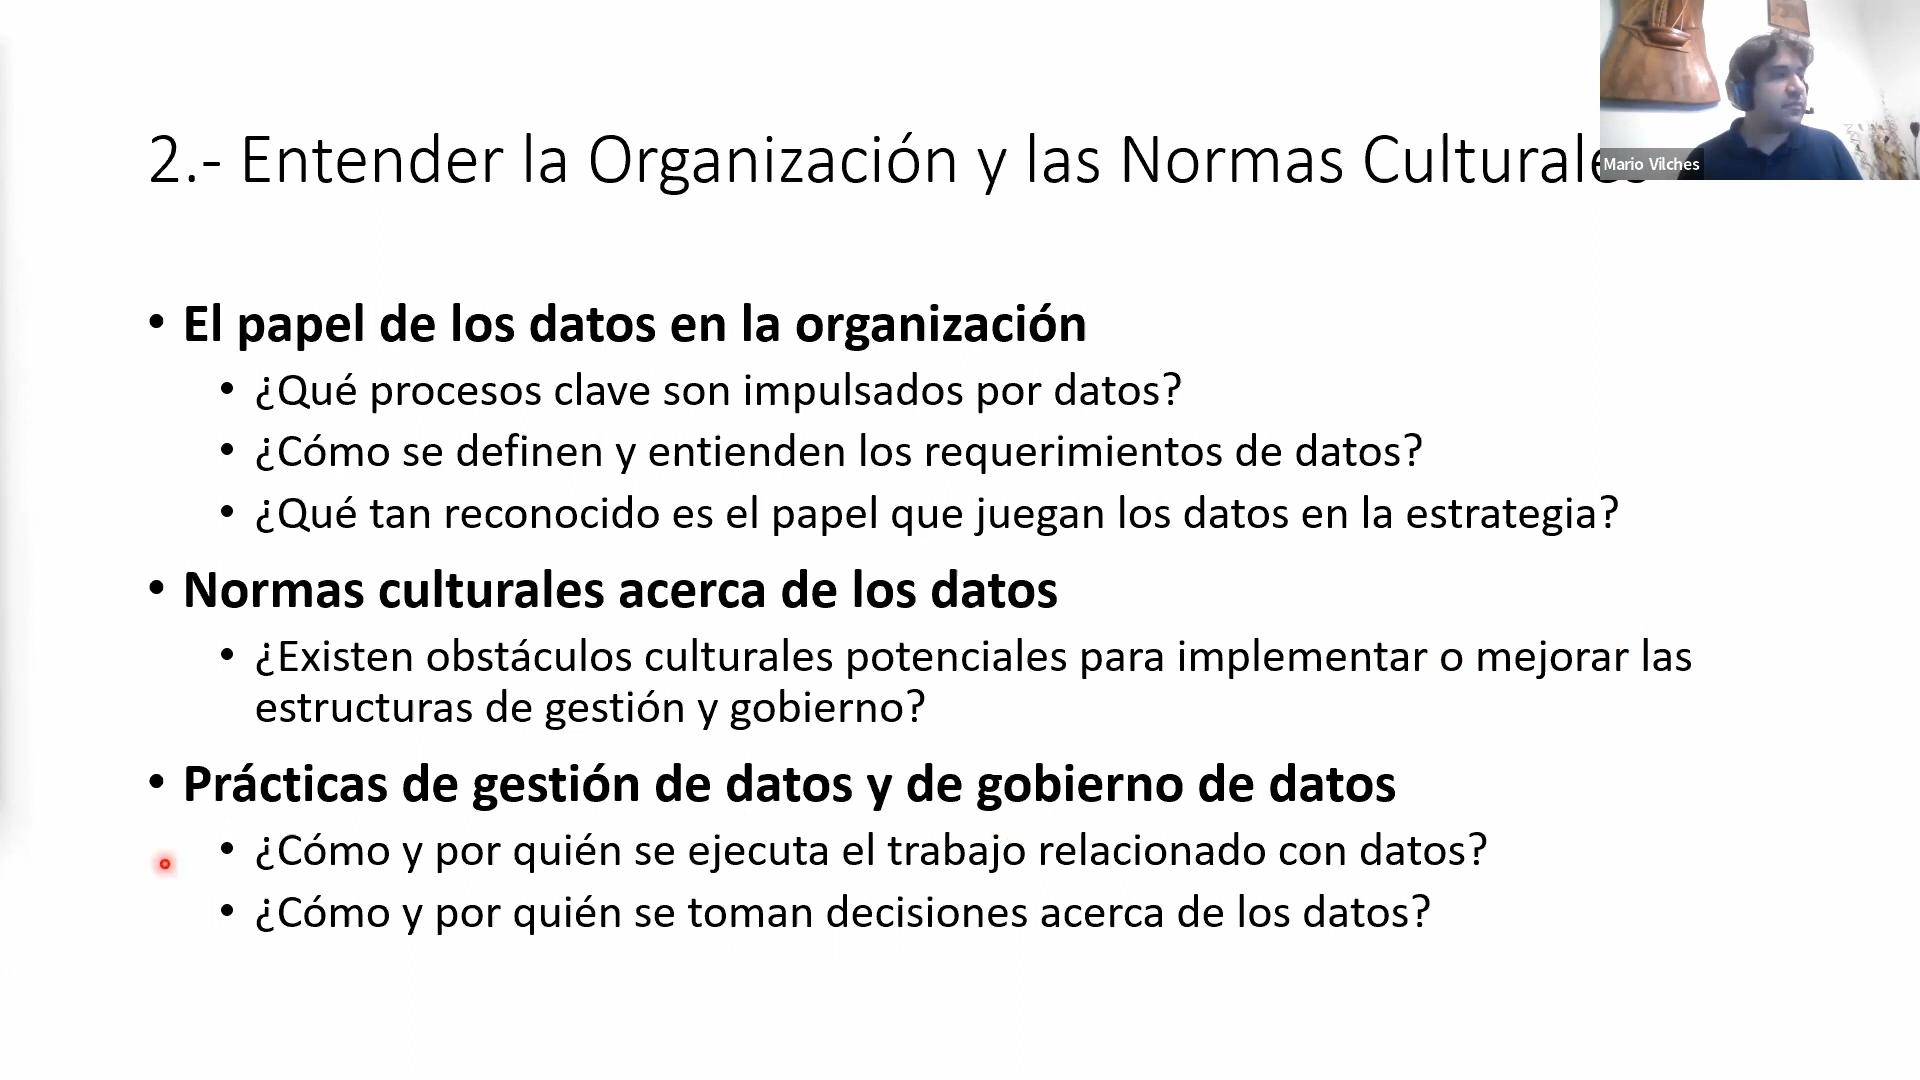 2.- Entender la Organización y las Normas Culturales
Mario Vilches
• El papel de los datos en la organización
• ¿Qué procesos clave son impulsados por datos?
• ¿Cómo se definen y entienden los requerimientos de datos?
• ¿Qué tan reconocido es el papel que juegan los datos en la estrategia?
• Normas culturales acerca de los datos
• ¿Existen obstáculos culturales potenciales para implementar o mejorar las
estructuras de gestión y gobierno?
• Prácticas de gestión de datos y de gobierno de datos
• ¿Cómo y por quién se ejecuta el trabajo relacionado con datos?
• ¿Cómo y por quién se toman decisiones acerca de los datos?